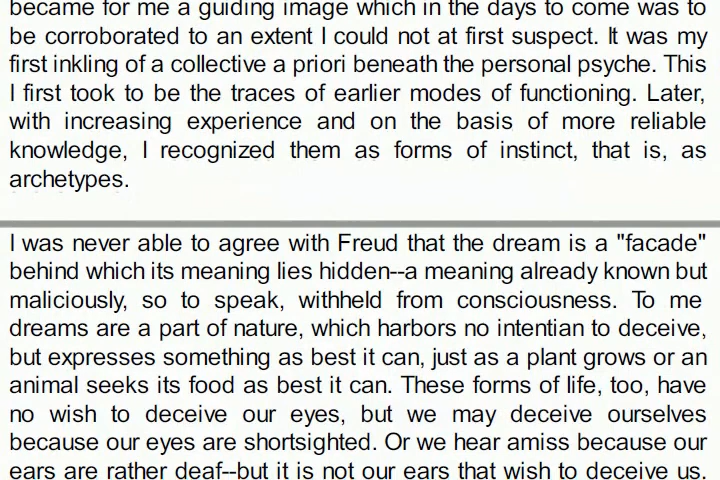 became for me a guiding image which in the days to come was to
be corroborated to an extent I could not at first suspect. It was my
first inkling of a collective a priori beneath the personal psyche. This
I first took to be the traces of earlier modes of functioning. Later,
with increasing experience and on the basis of more reliable
knowledge, I recognized them as forms of instinct, that is, as
archetypes.
I was never able to agree with Freud that the dream is a "facade"
behind which its meaning lies hidden--a meaning already known but
maliciously, so to speak, withheld from consciousness. To me
dreams are a part of nature, which harbors no intentian to deceive,
but expresses something as best it can, just as a plant grows or an
animal seeks its food as best it can. These forms of life, too, have
no wish to deceive our eyes, but we may deceive ourselves
because our eyes are shortsighted. Or we hear amiss because our
ears are rather deaf--but it is not our ears that wish to deceive us.